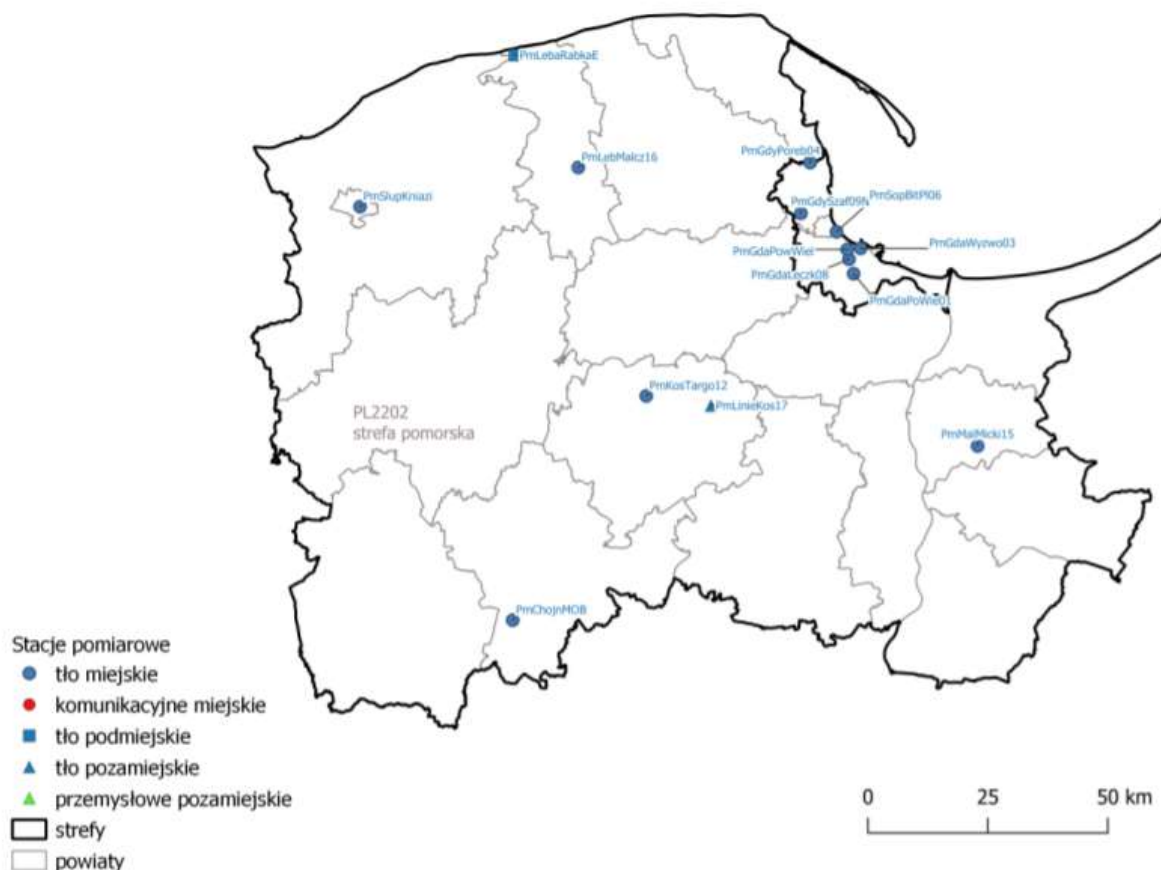 PmLebaRabkaE
PmLebMalcz16
PmGdyPoreb04
PmSlupKniazi
PmSopBitPl06
PmGdySzaf09N
PmGdaWyzwo03
PmGdaPowWiel
PmGdaLeczk08
PmGdaPoWie01
PmKosTargo12
PmLinieKos17
PL2202
strefa pomorska
PmMalMicki15
PmChojnMOB
Stacje pomiarowe
tło miejskie
komunikacyjne miejskie
tło podmiejskie
tło pozamiejskie
przemysłowe pozamiejskie
strefy
powiaty
0 25 50 km